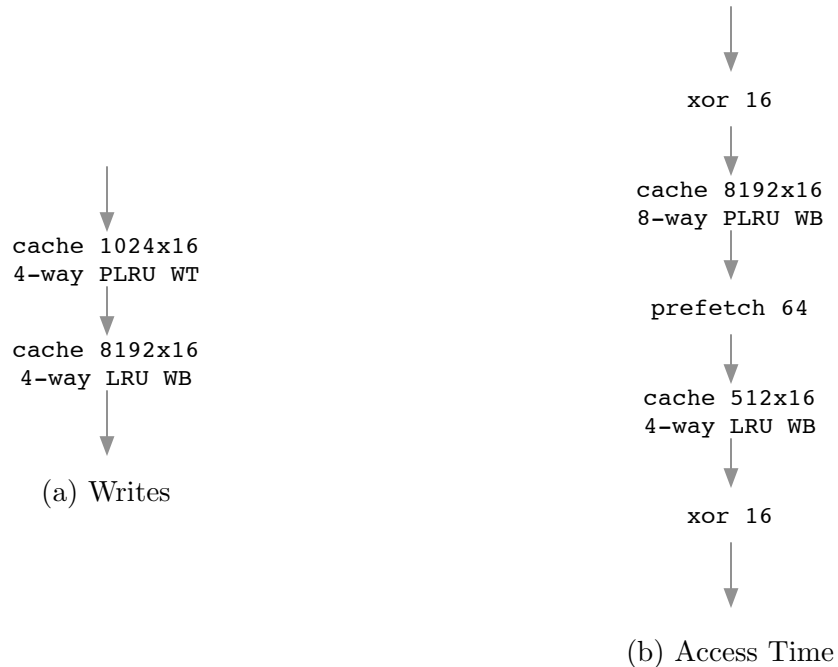 cache 1024x16
4-way PLRU WT
cache 8192x16
4-way LRU WB
(a) Writes
xor 16
cache 8192x16
8-way PLRU WB
prefetch 64
cache 512x16
4-way LRU WB
xor 16
(b) Access Time